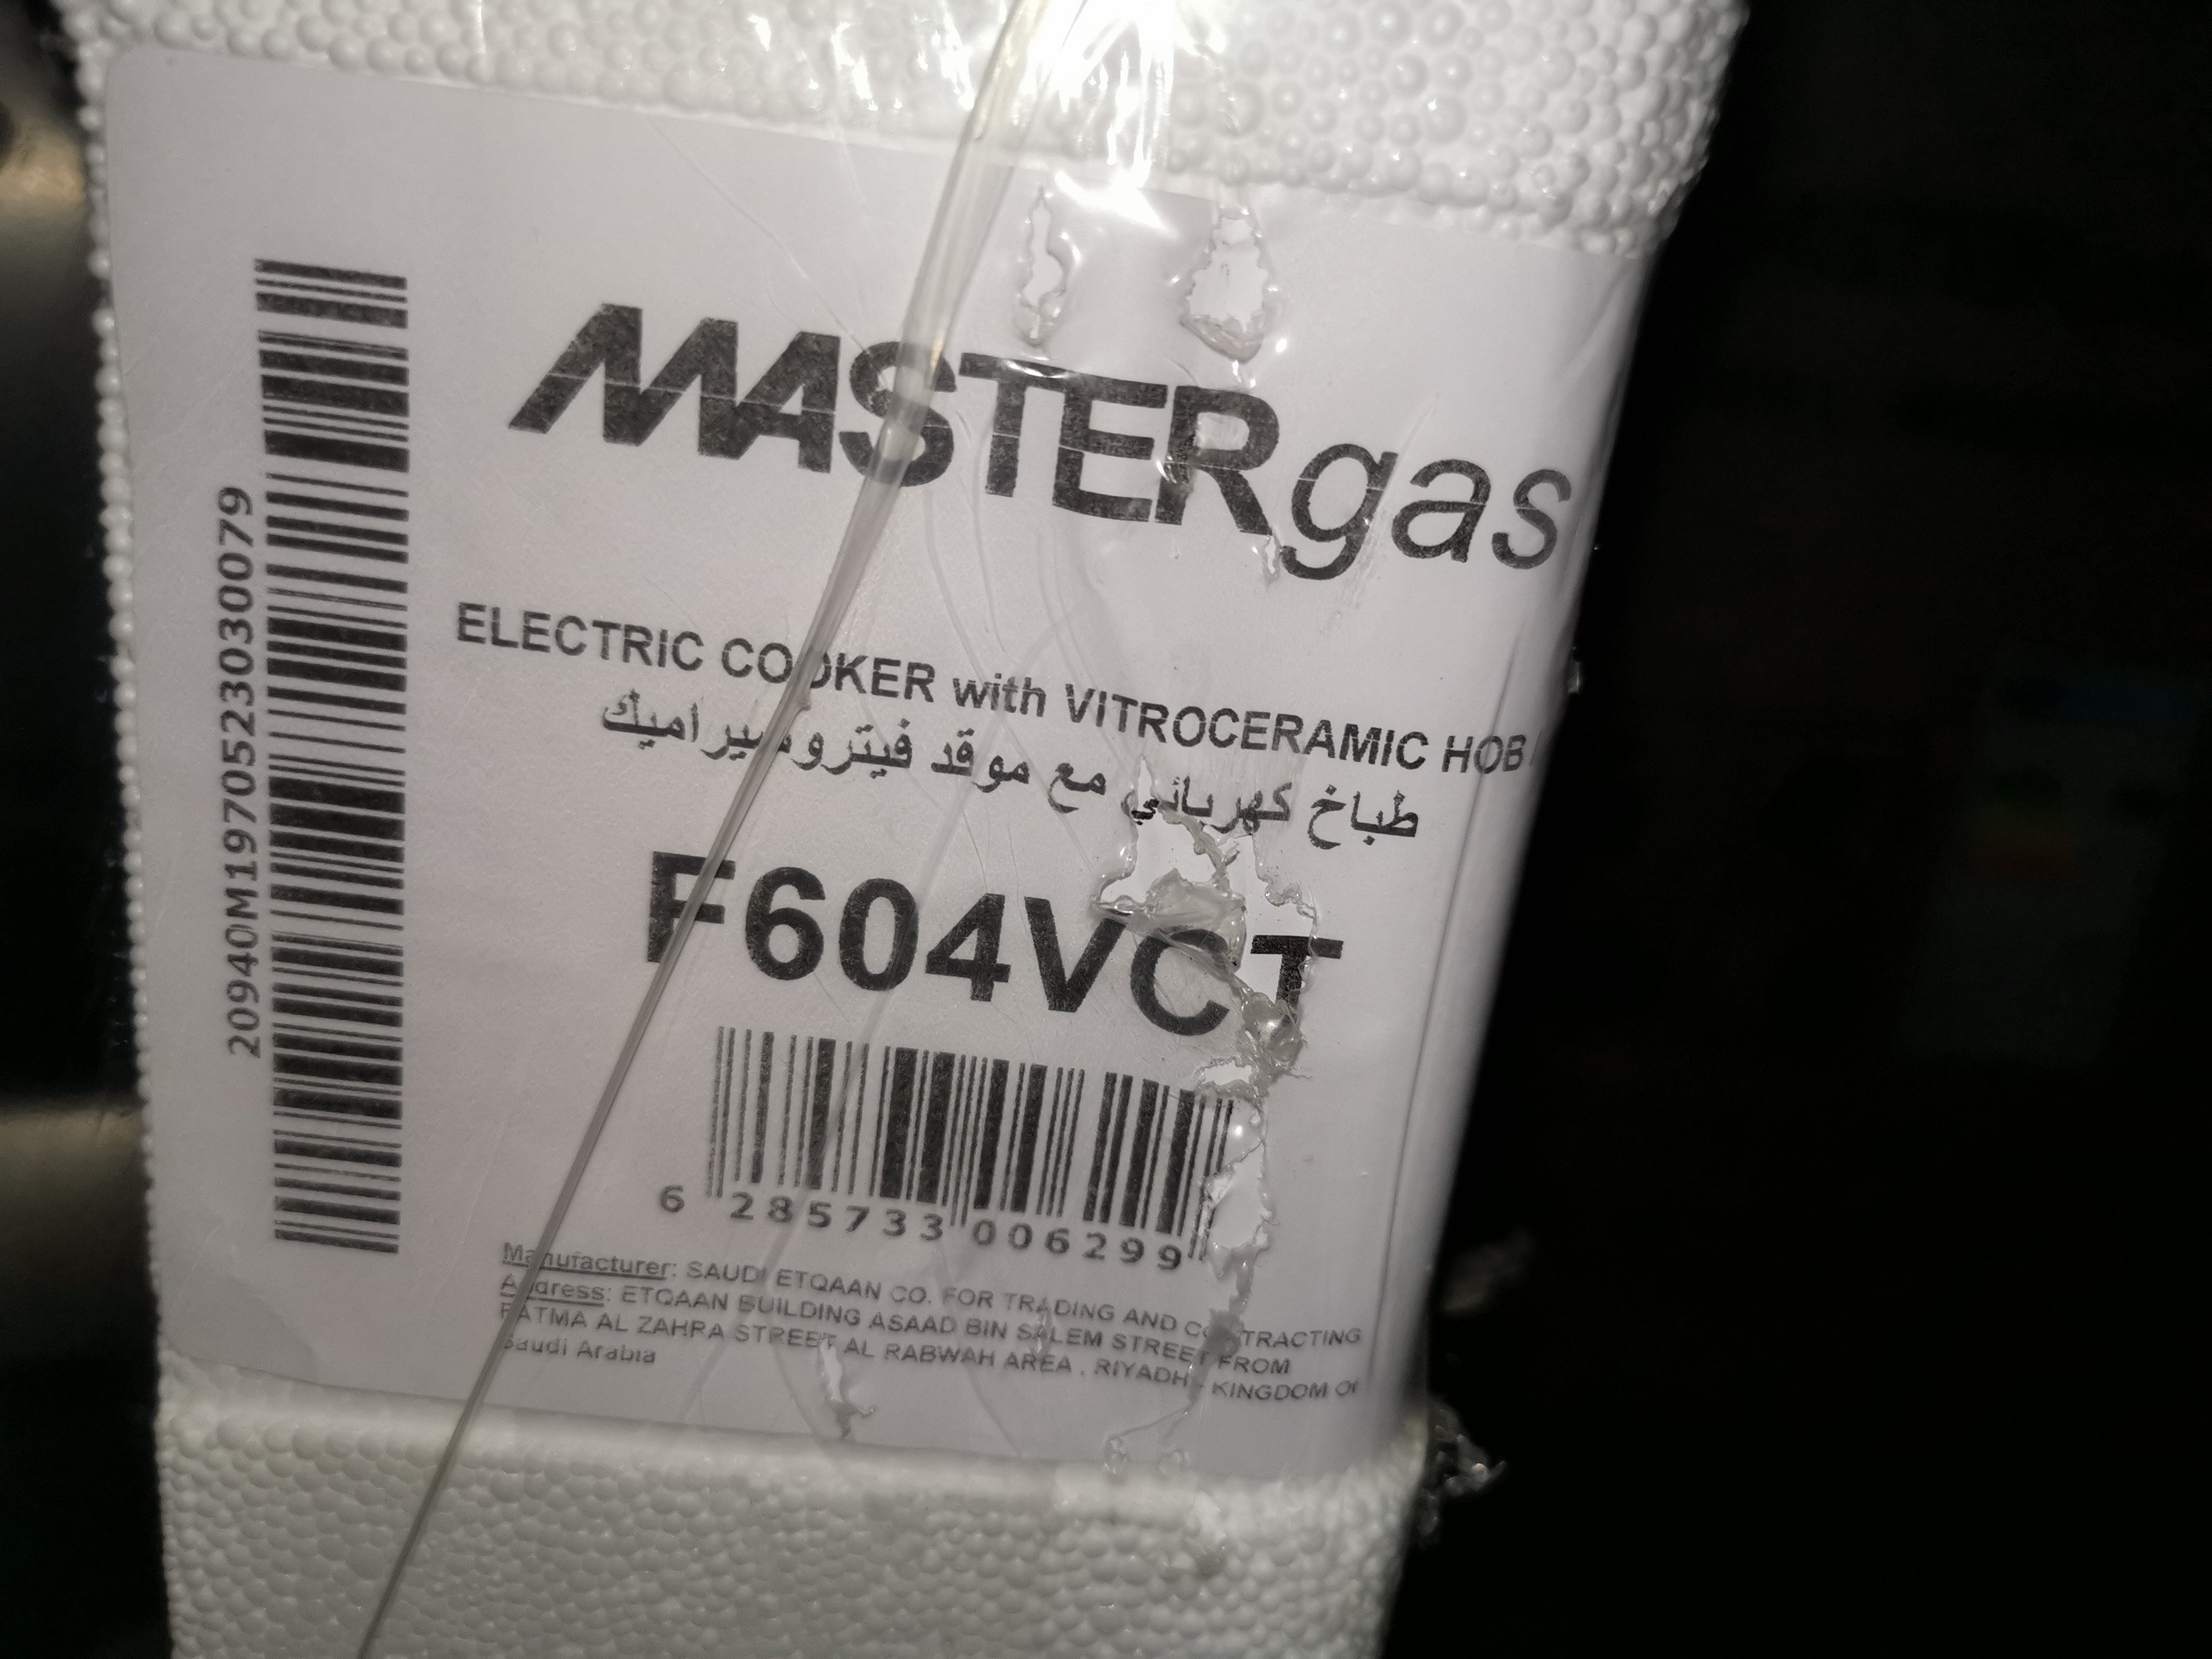 20940M1970523030079
MASTERgas
ELECTRIC COOKER with VITROCERAMIC HOB
طباخ كهربائي مع موقد فيتروسيراميك
F604VCT
6 285733 006299
Manufacturer: SAUDI ETQAAN CO. FOR TRADING AND CONTRACTING
Address: ETQAAN BUILDING ASAAD BIN SALEM STREET FROM
FATMA AL ZAHRA STREET AL RABWAH AREA , RIYADH , KINGDOM OF
Saudi Arabia